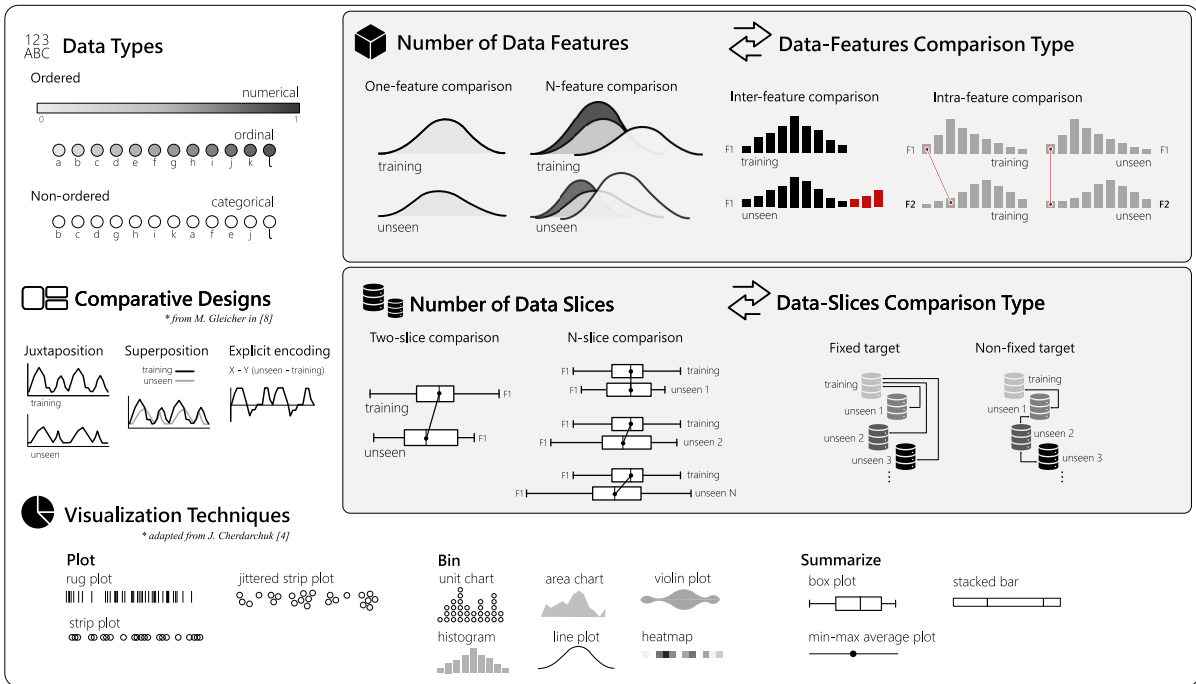 123
ABC
Data Types
Ordered
numerical
0 1
ordinal
a b c d e f g h i j k l
Non-ordered
categorical
b c d g h i k a f e j l
Comparative Designs
* from M. Gleicher in [8]
Juxtaposition
training
unseen
Superposition
training
unseen
Explicit encoding
X - Y (unseen - training)
Number of Data Features
One-feature comparison
training
unseen
N-feature comparison
training
unseen
Data-Features Comparison Type
Inter-feature comparison
F1
training
F1
unseen
Intra-feature comparison
F1
training
unseen
F1
F2
training
unseen
F2
Number of Data Slices
Two-slice comparison
F1
training
F1
unseen
N-slice comparison
F1 training
F1 unseen 1
F1 training
F1 unseen 2
F1 training
F1 unseen N
Data-Slices Comparison Type
Fixed target
training
unseen 1
unseen 2
unseen 3
Non-fixed target
training
unseen 1
unseen 2
unseen 3
Visualization Techniques
* adapted from J. Cherdarchuk [4]
Plot
rug plot
jittered strip plot
strip plot
Bin
unit chart
area chart
violin plot
histogram
line plot
heatmap
Summarize
box plot
stacked bar
min-max average plot